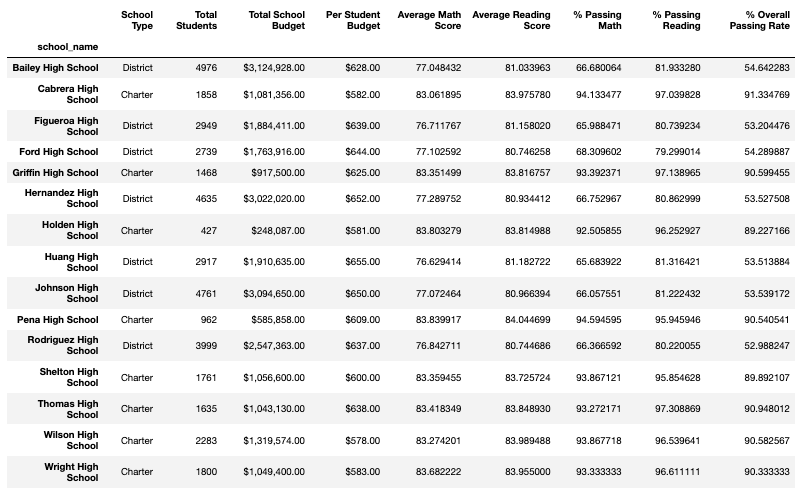 School Type Total Students Total School Budget Per Student Budget Average Math Score Average Reading Score % Passing Math % Passing Reading % Overall Passing Rate
school_name
Bailey High School District 4976 $3,124,928.00 $628.00 77.048432 81.033963 66.680064 81.933280 54.642283
Cabrera High School Charter 1858 $1,081,356.00 $582.00 83.061895 83.975780 94.133477 97.039828 91.334769
Figueroa High School District 2949 $1,884,411.00 $639.00 76.711767 81.158020 65.988471 80.739234 53.204476
Ford High School District 2739 $1,763,916.00 $644.00 77.102592 80.746258 68.309602 79.299014 54.289887
Griffin High School Charter 1468 $917,500.00 $625.00 83.351499 83.816757 93.392371 97.138965 90.599455
Hernandez High School District 4635 $3,022,020.00 $652.00 77.289752 80.934412 66.752967 80.862999 53.527508
Holden High School Charter 427 $248,087.00 $581.00 83.803279 83.814988 92.505855 96.252927 89.227166
Huang High School District 2917 $1,910,635.00 $655.00 76.629414 81.182722 65.683922 81.316421 53.513884
Johnson High School District 4761 $3,094,650.00 $650.00 77.072464 80.966394 66.057551 81.222432 53.539172
Pena High School Charter 962 $585,858.00 $609.00 83.839917 84.044699 94.594595 95.945946 90.540541
Rodriguez High School District 3999 $2,547,363.00 $637.00 76.842711 80.744686 66.366592 80.220055 52.988247
Shelton High School Charter 1761 $1,056,600.00 $600.00 83.359455 83.725724 93.867121 95.854628 89.892107
Thomas High School Charter 1635 $1,043,130.00 $638.00 83.418349 83.848930 93.272171 97.308869 90.948012
Wilson High School Charter 2283 $1,319,574.00 $578.00 83.274201 83.989488 93.867718 96.539641 90.582567
Wright High School Charter 1800 $1,049,400.00 $583.00 83.682222 83.955000 93.333333 96.611111 90.333333